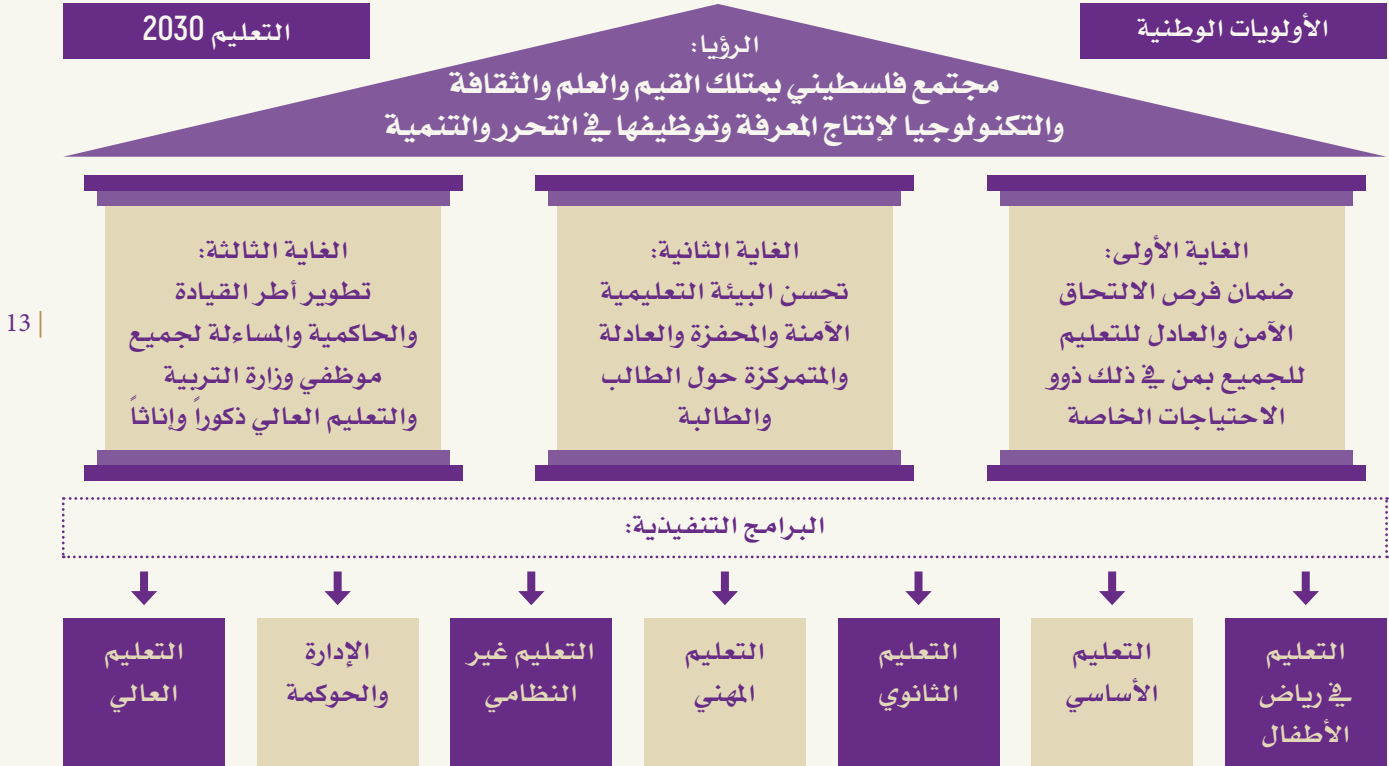 الأولويات الوطنية
التعليم 2030
الرؤيا:
مجتمع فلسطيني يمتلك القيم والعلم والثقافة
والتكنولوجيا لإنتاج المعرفة وتوظيفها في التحرر والتنمية
الغاية الأولى:
ضمان فرص الالتحاق
الآمن والعادل للتعليم
للجميع بمن في ذلك ذوو
الاحتياجات الخاصة
الغاية الثانية:
تحسن البيئة التعليمية
الآمنة والمحفزة والعادلة
والمتمركزة حول الطالب
والطالبة
الغاية الثالثة:
تطوير أطر القيادة
والحاكمية والمساءلة لجميع
موظفي وزارة التربية
والتعليم العالي ذكوراً وإناثاً
13 |
البرامج التنفيذية:
التعليم
في رياض
الأطفال
التعليم
الأساسي
التعليم
الثانوي
التعليم
المهني
التعليم غير
النظامي
الإدارة
والحوكمة
التعليم
العالي